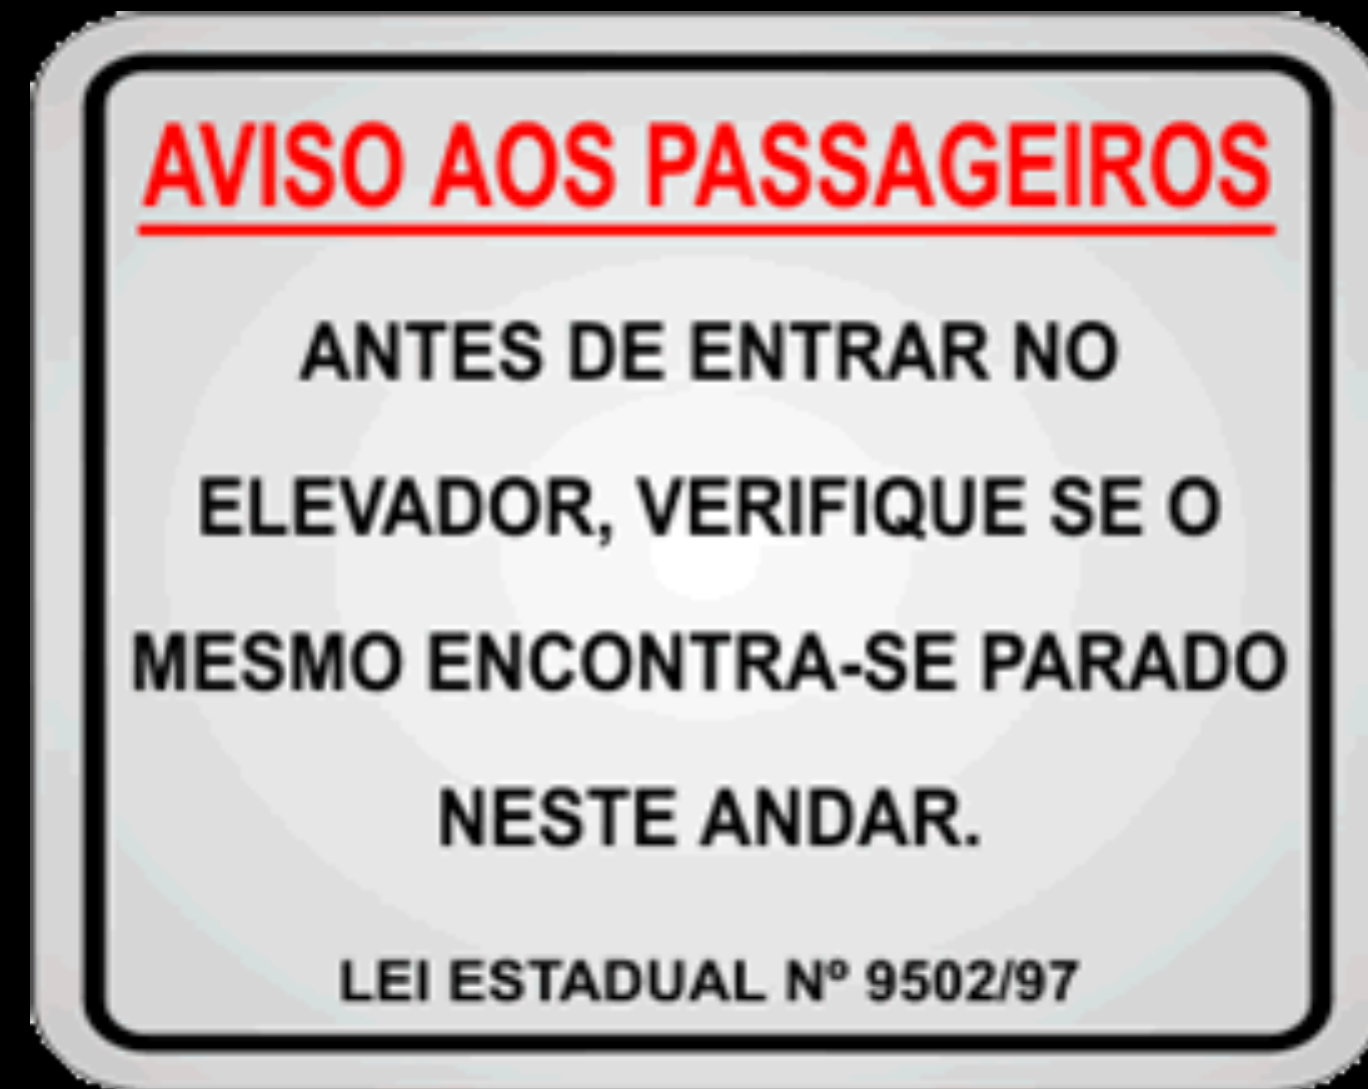 AVISO AOS PASSAGEIROS
ANTES DE ENTRAR NO
ELEVADOR, VERIFIQUE SE O
MESMO ENCONTRA-SE PARADO
NESTE ANDAR.
LEI ESTADUAL Nº 9502/97